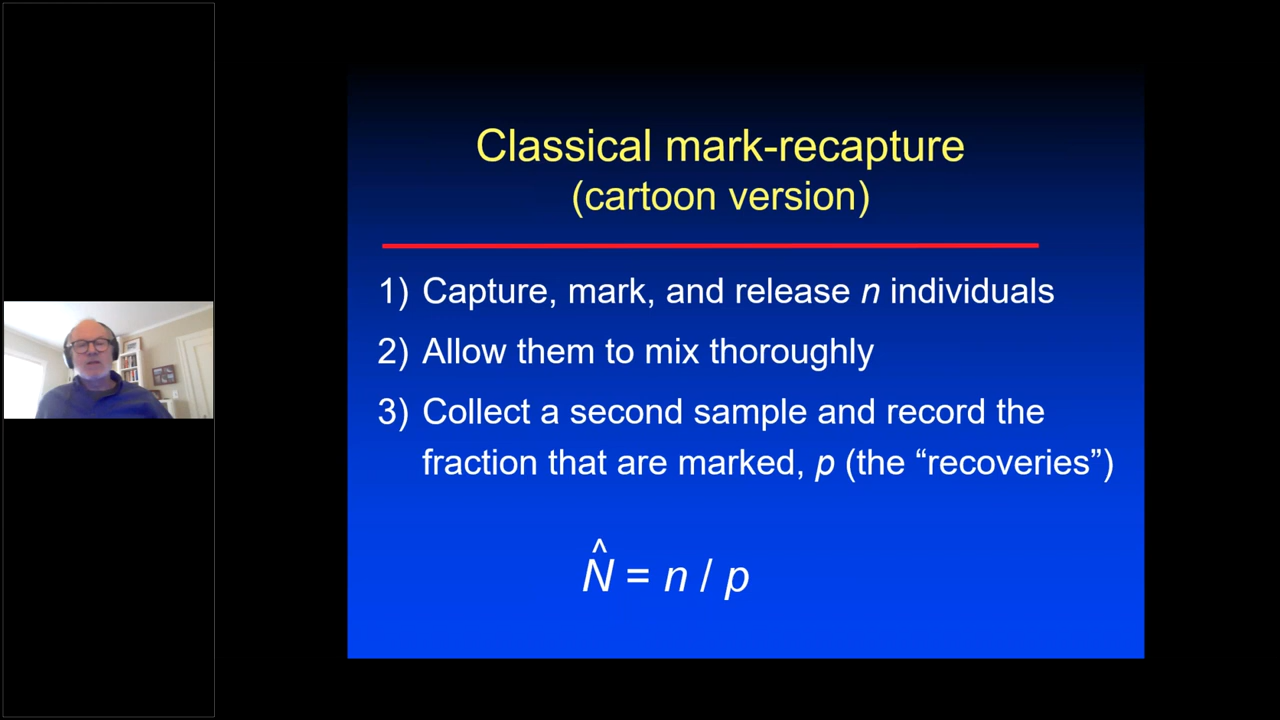 Classical mark-recapture
(cartoon version)
1) Capture, mark, and release n individuals
2) Allow them to mix thoroughly
3) Collect a second sample and record the
fraction that are marked, p (the “recoveries”)
N̂ = n / p